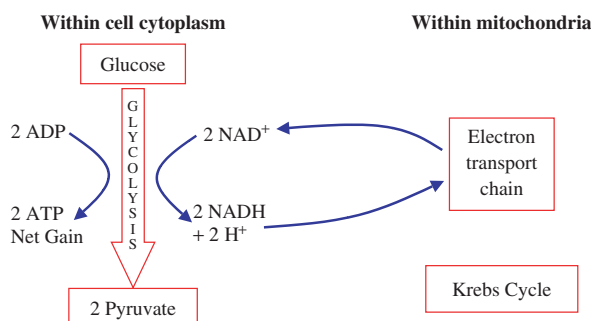 Within cell cytoplasm
Within mitochondria
Glucose
GLYCOLYSIS
2 ADP
2 NAD⁺
Electron
transport
chain
2 ATP
Net Gain
2 NADH
+ 2 H⁺
2 Pyruvate
Krebs Cycle